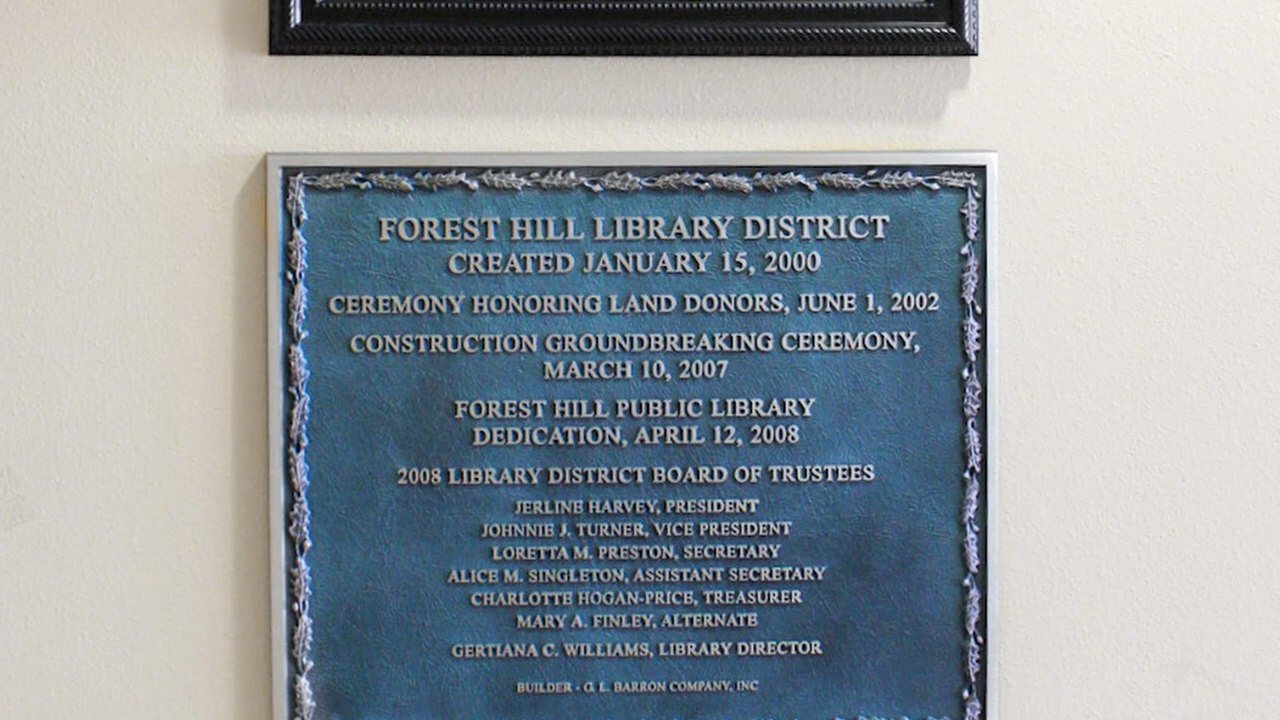 FOREST HILL LIBRARY DISTRICT
CREATED JANUARY 15, 2000
CEREMONY HONORING LAND DONORS, JUNE 1, 2002
CONSTRUCTION GROUNDBREAKING CEREMONY,
MARCH 10, 2007
FOREST HILL PUBLIC LIBRARY
DEDICATION, APRIL 12, 2008
2008 LIBRARY DISTRICT BOARD OF TRUSTEES
JERLINE HARVEY, PRESIDENT
JOHNNIE J. TURNER, VICE PRESIDENT
LORETTA M. PRESTON, SECRETARY
ALICE M. SINGLETON, ASSISTANT SECRETARY
CHARLOTTE HOGAN-PRICE, TREASURER
MARY A. FINLEY, ALTERNATE
GERTIANA C. WILLIAMS, LIBRARY DIRECTOR
BUILDER - G. L. BARRON COMPANY, INC